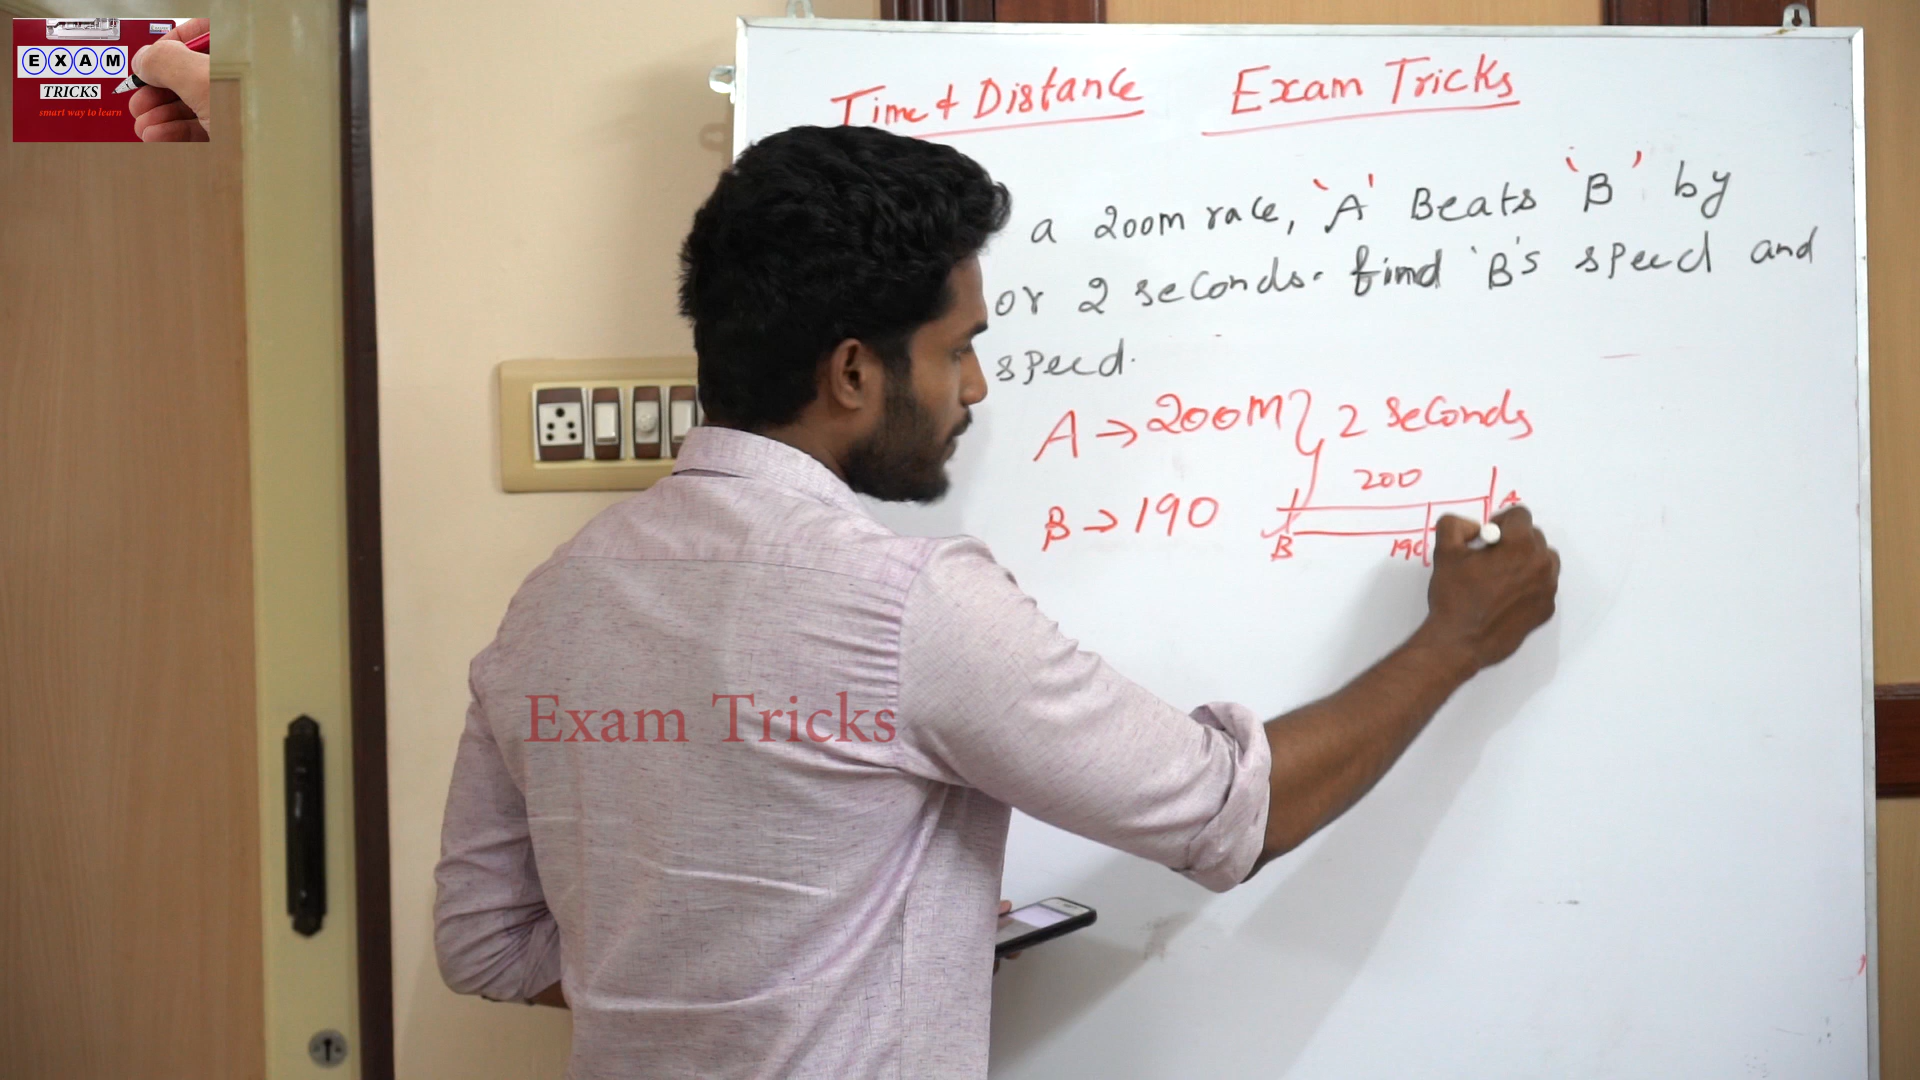 EXAM
TRICKS
smart way to learn
Time & Distance Exam Tricks
a 200m race, 'A' Beats 'B' by
or 2 seconds. find 'B's speed and
speed.
A → 200M } 2 seconds
200
A
B → 190
B 190
Exam Tricks